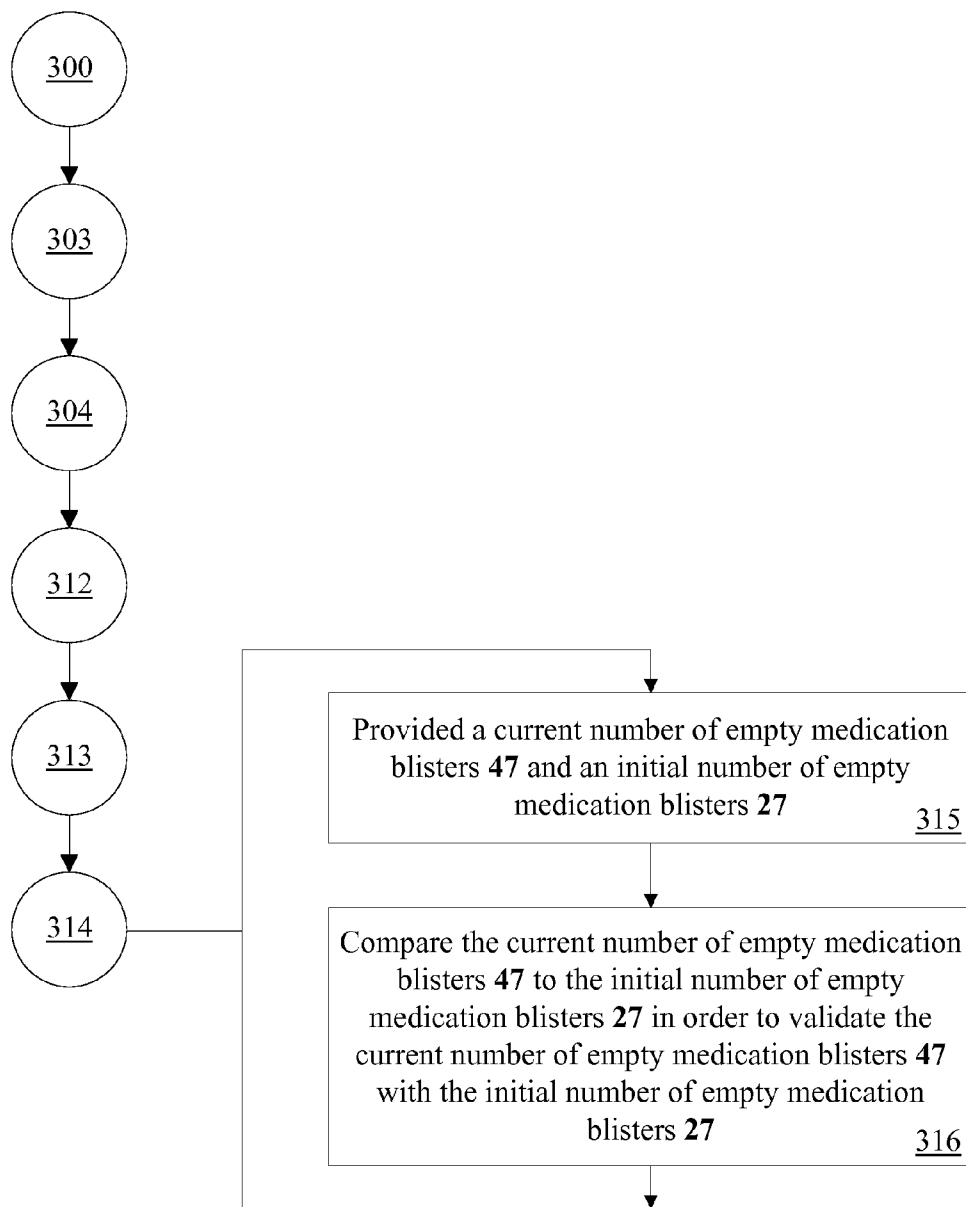 300
303
304
312
313
314
Provided a current number of empty medication
blisters 47 and an initial number of empty
medication blisters 27
315
Compare the current number of empty medication
blisters 47 to the initial number of empty
medication blisters 27 in order to validate the
current number of empty medication blisters 47
with the initial number of empty medication
blisters 27
316